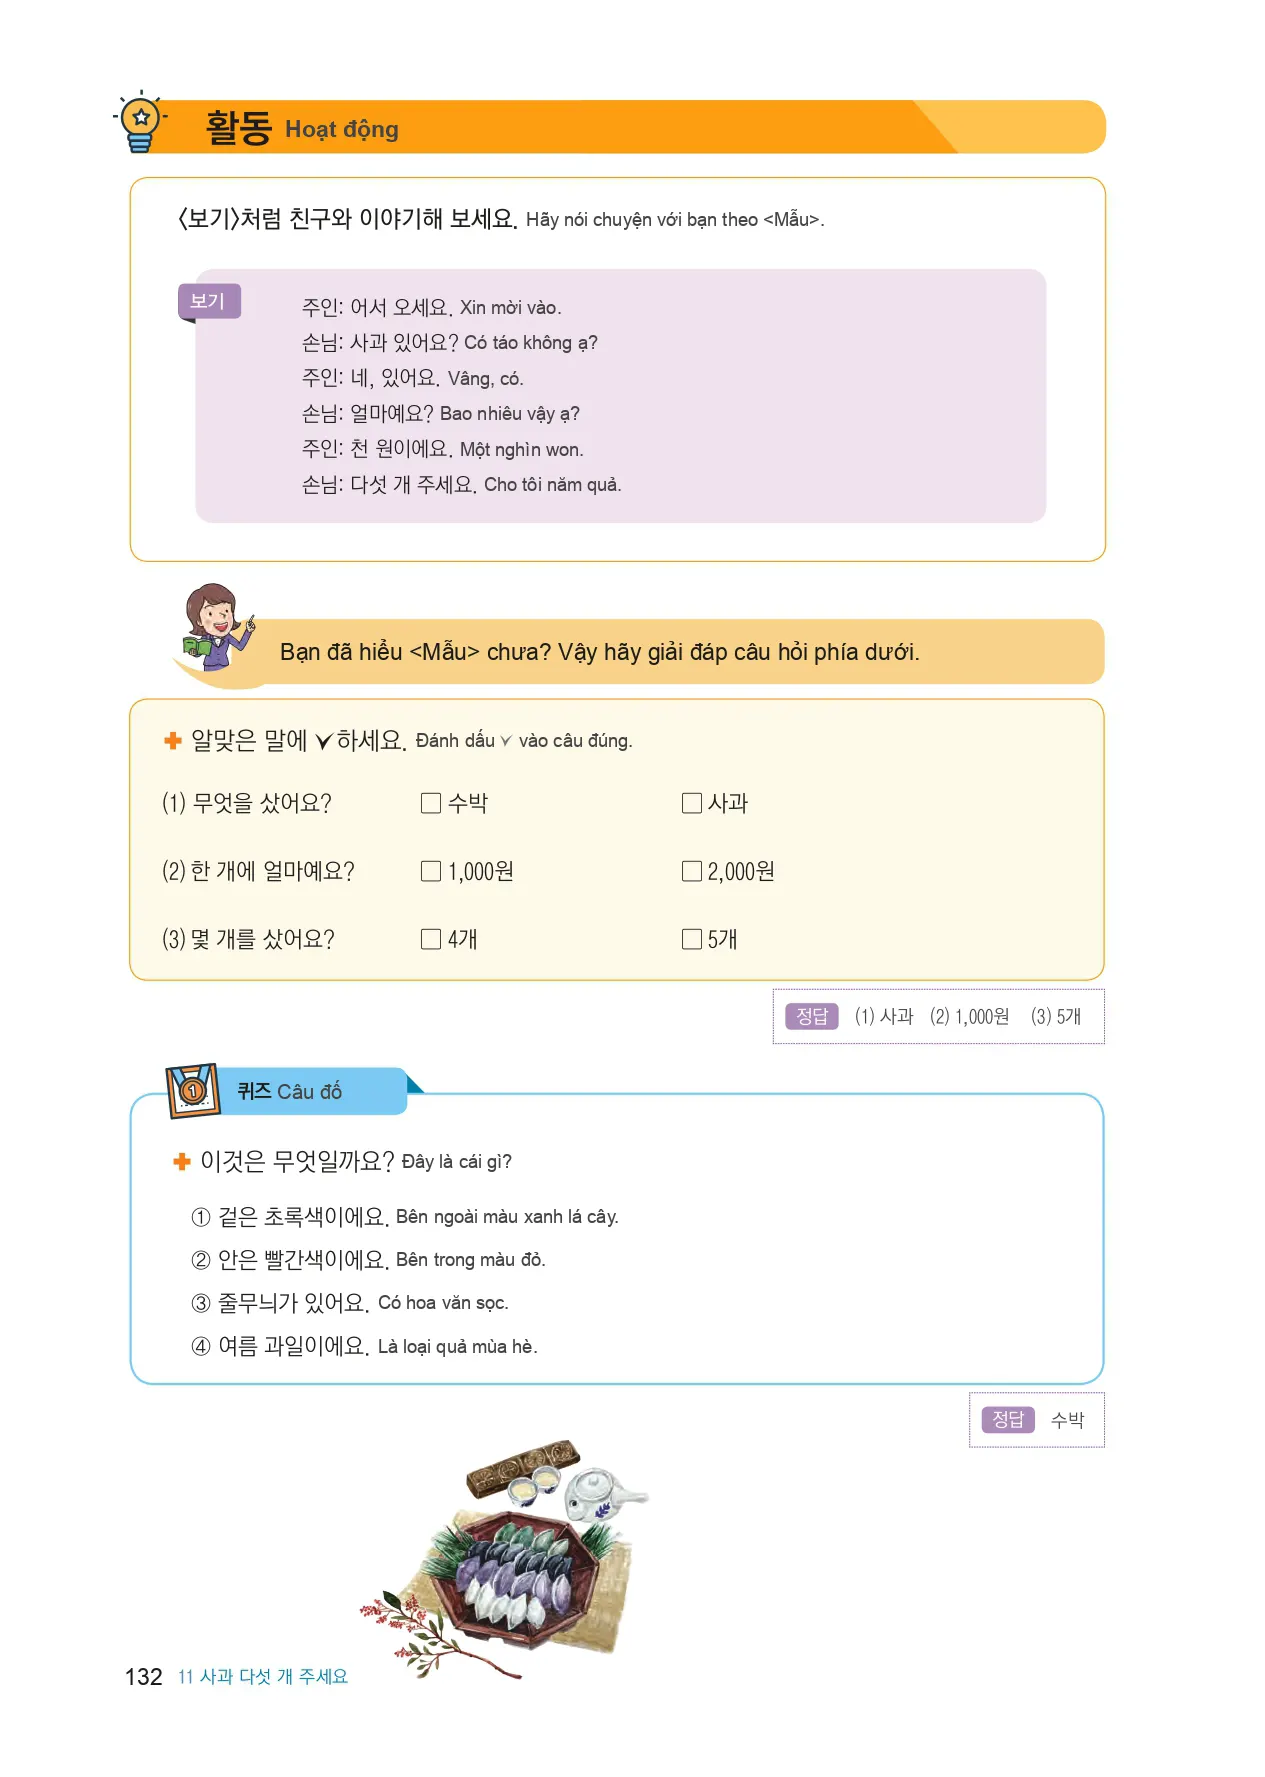 활동 Hoạt động
<보기>처럼 친구와 이야기해 보세요. Hãy nói chuyện với bạn theo <Mẫu>.
보기
주인: 어서 오세요. Xin mời vào.
손님: 사과 있어요? Có táo không ạ?
주인: 네, 있어요. Vâng, có.
손님: 얼마예요? Bao nhiêu vậy ạ?
주인: 천 원이에요. Một nghìn won.
손님: 다섯 개 주세요. Cho tôi năm quả.
Bạn đã hiểu <Mẫu> chưa? Vậy hãy giải đáp câu hỏi phía dưới.
✚ 알맞은 말에 ✓하세요. Đánh dấu ✓ vào câu đúng.
(1) 무엇을 샀어요? □ 수박 □ 사과
(2) 한 개에 얼마예요? □ 1,000원 □ 2,000원
(3) 몇 개를 샀어요? □ 4개 □ 5개
정답 (1) 사과 (2) 1,000원 (3) 5개
1 퀴즈 Câu đố
✚ 이것은 무엇일까요? Đây là cái gì?
① 겉은 초록색이에요. Bên ngoài màu xanh lá cây.
② 안은 빨간색이에요. Bên trong màu đỏ.
③ 줄무늬가 있어요. Có hoa văn sọc.
④ 여름 과일이에요. Là loại quả mùa hè.
정답 수박
132 11 사과 다섯 개 주세요